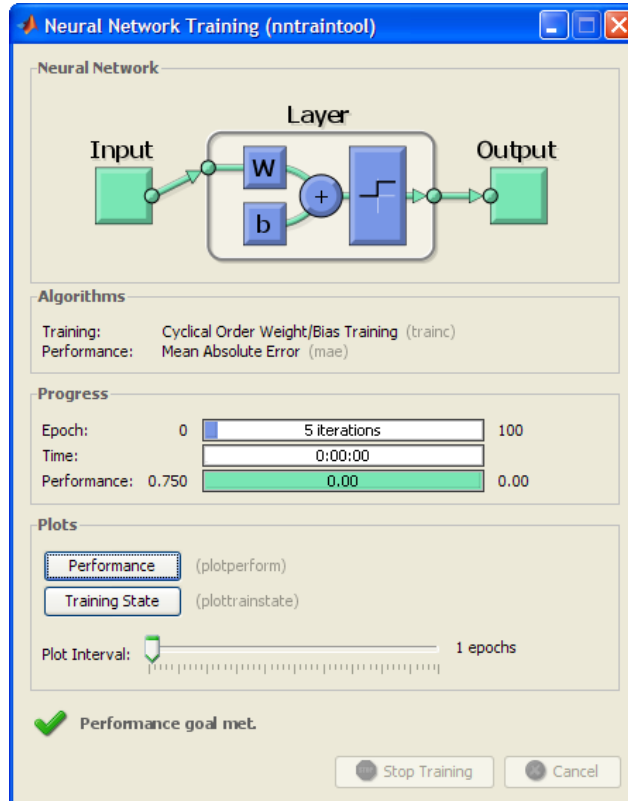 Neural Network Training (nntraintool)
Neural Network
Layer
Input
Output
W
+
b
Algorithms
Training: Cyclical Order Weight/Bias Training (trainc)
Performance: Mean Absolute Error (mae)
Progress
Epoch: 0 5 iterations 100
Time: 0:00:00
Performance: 0.750 0.00 0.00
Plots
Performance (plotperform)
Training State (plottrainstate)
Plot Interval: 1 epochs
Performance goal met.
Stop Training Cancel